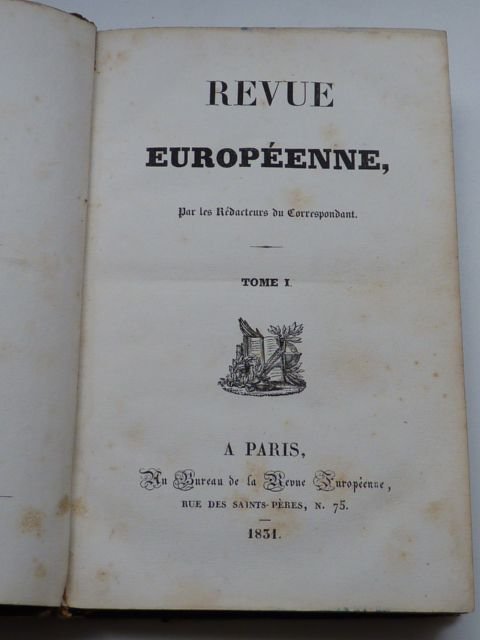 REVUE
EUROPÉENNE,
Par les Rédacteurs du Correspondant.
TOME I.
A PARIS,
Au Bureau de la Revue Européenne,
RUE DES SAINTS-PÈRES, N. 75.
1831.